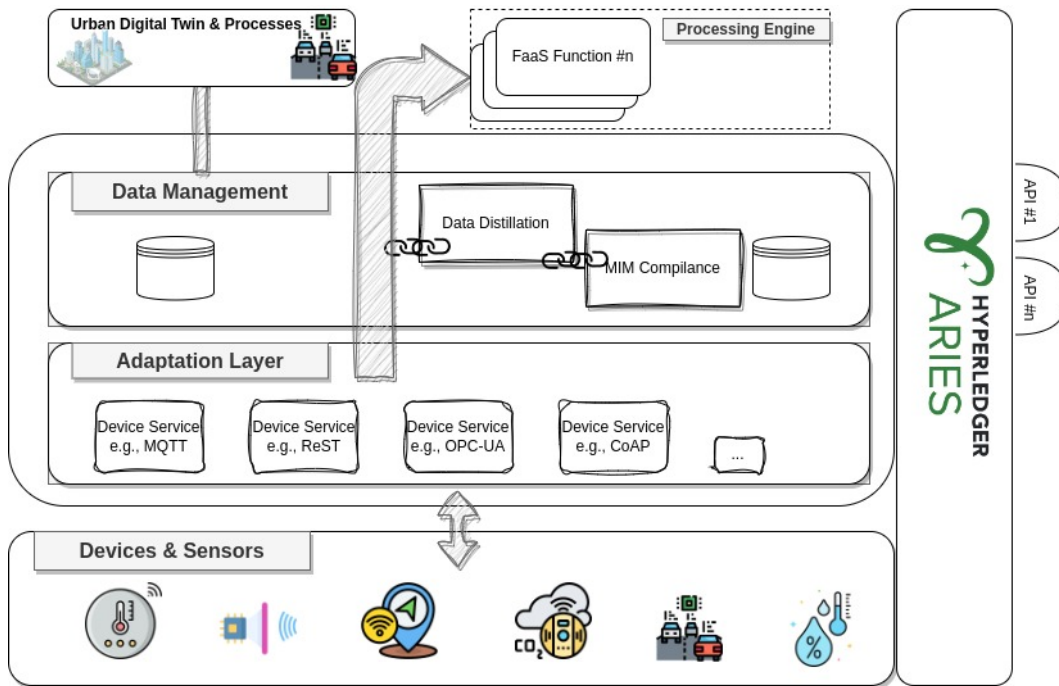 Urban Digital Twin & Processes
Processing Engine
FaaS Function #n
Data Management
Data Distillation
MIM Compilance
Adaptation Layer
Device Service
e.g., MQTT
Device Service
e.g., ReST
Device Service
e.g., OPC-UA
Device Service
e.g., CoAP
...
Devices & Sensors
CO2
%
HYPERLEDGER
ARIES
API #1
API #n